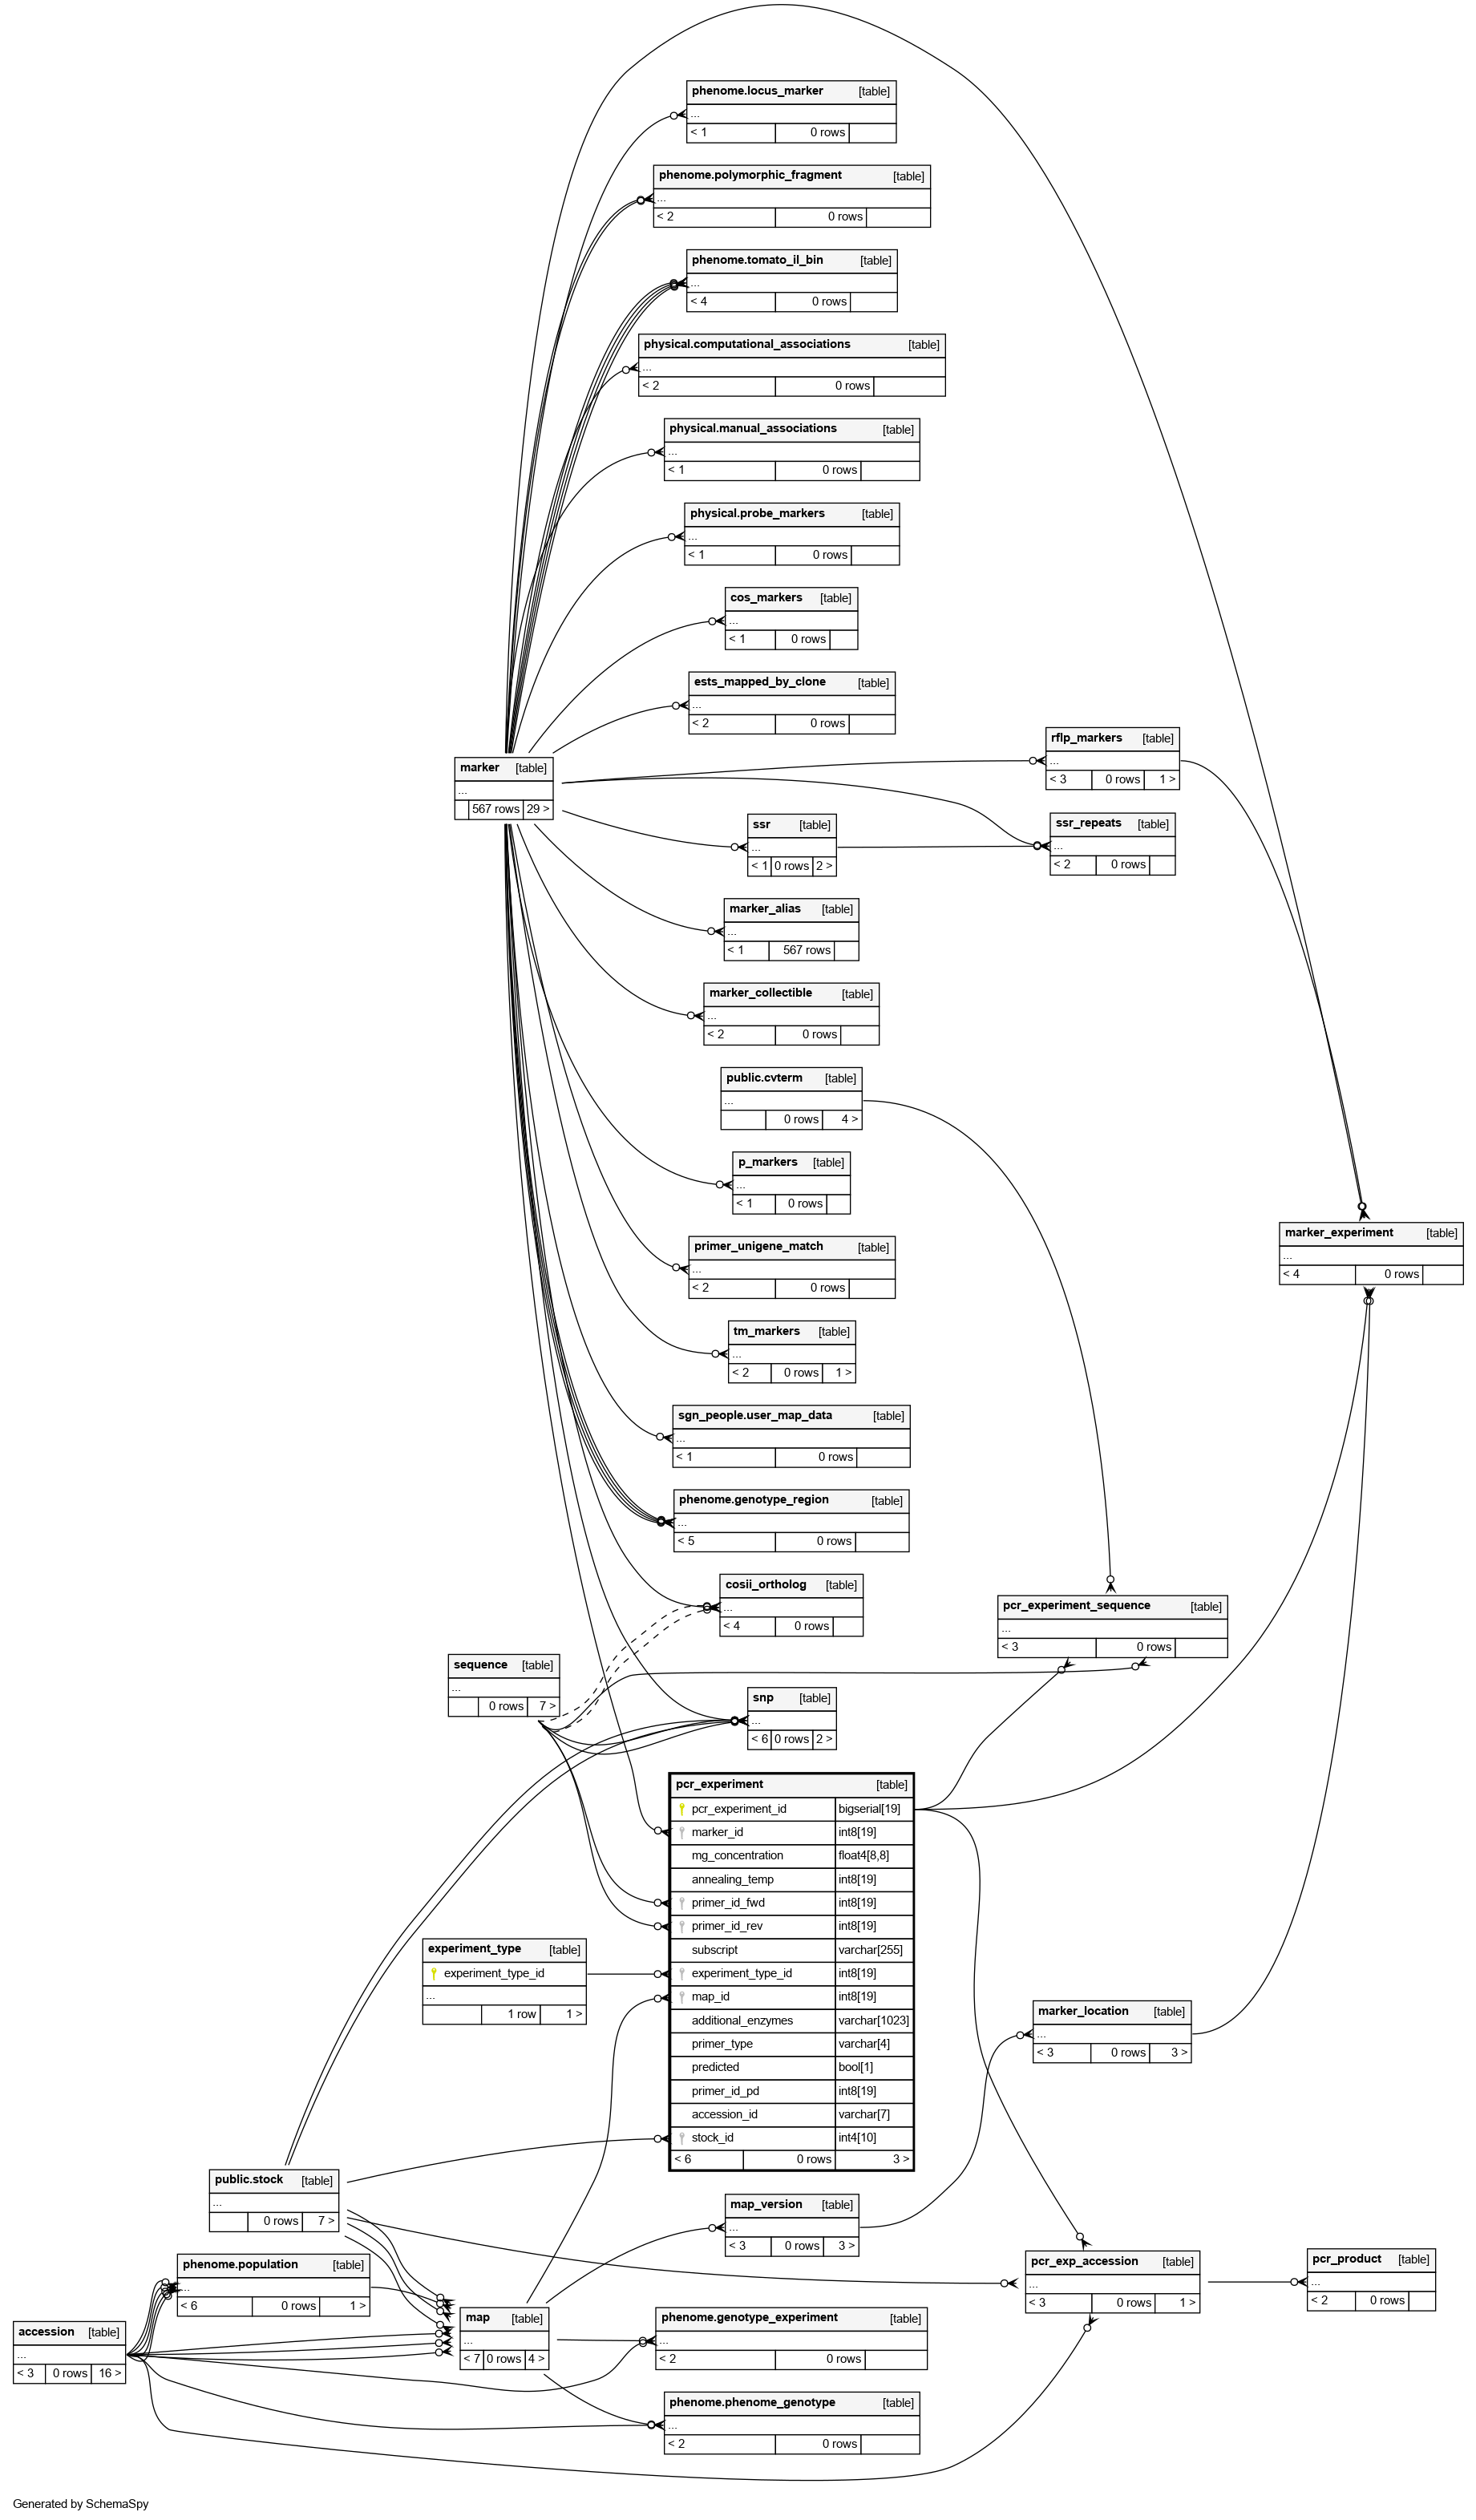 phenome.locus_marker [table]
...
< 1 0 rows
phenome.polymorphic_fragment [table]
...
< 2 0 rows
phenome.tomato_il_bin [table]
...
< 4 0 rows
physical.computational_associations [table]
...
< 2 0 rows
physical.manual_associations [table]
...
< 1 0 rows
physical.probe_markers [table]
...
< 1 0 rows
cos_markers [table]
...
< 1 0 rows
ests_mapped_by_clone [table]
...
< 2 0 rows
rflp_markers [table]
...
< 3 0 rows 1 >
marker [table]
...
567 rows 29 >
ssr [table]
...
< 1 0 rows 2 >
ssr_repeats [table]
...
< 2 0 rows
marker_alias [table]
...
< 1 567 rows
marker_collectible [table]
...
< 2 0 rows
public.cvterm [table]
...
0 rows 4 >
p_markers [table]
...
< 1 0 rows
marker_experiment [table]
...
< 4 0 rows
primer_unigene_match [table]
...
< 2 0 rows
tm_markers [table]
...
< 2 0 rows 1 >
sgn_people.user_map_data [table]
...
< 1 0 rows
phenome.genotype_region [table]
...
< 5 0 rows
cosii_ortholog [table]
...
< 4 0 rows
pcr_experiment_sequence [table]
...
< 3 0 rows
sequence [table]
...
0 rows 7 >
snp [table]
...
< 6 0 rows 2 >
pcr_experiment [table]
pcr_experiment_id bigserial[19]
marker_id int8[19]
mg_concentration float4[8,8]
annealing_temp int8[19]
primer_id_fwd int8[19]
primer_id_rev int8[19]
subscript varchar[255]
experiment_type_id int8[19]
map_id int8[19]
additional_enzymes varchar[1023]
primer_type varchar[4]
predicted bool[1]
primer_id_pd int8[19]
accession_id varchar[7]
stock_id int4[10]
< 6 0 rows 3 >
experiment_type [table]
experiment_type_id
...
1 row 1 >
marker_location [table]
...
< 3 0 rows 3 >
public.stock [table]
...
0 rows 7 >
map_version [table]
...
< 3 0 rows 3 >
phenome.population [table]
...
< 6 0 rows 1 >
pcr_exp_accession [table]
...
< 3 0 rows 1 >
pcr_product [table]
...
< 2 0 rows
accession [table]
...
< 3 0 rows 16 >
map [table]
...
< 7 0 rows 4 >
phenome.genotype_experiment [table]
...
< 2 0 rows
phenome.phenome_genotype [table]
...
< 2 0 rows
Generated by SchemaSpy